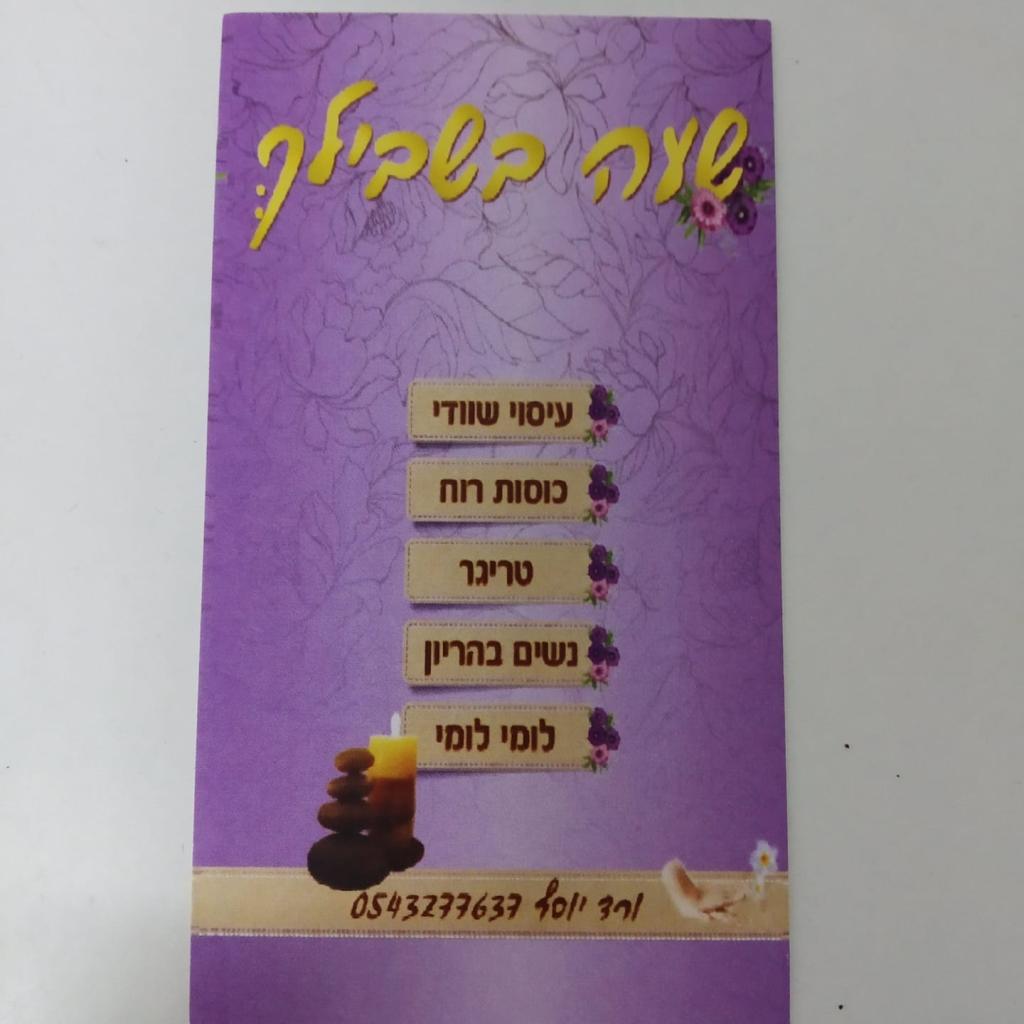 שעה בשבילךְ
עיסוי שוודי
כוסות רוח
טריגר
נשים בהריון
לומי לומי
ורד יוסף 0543277637